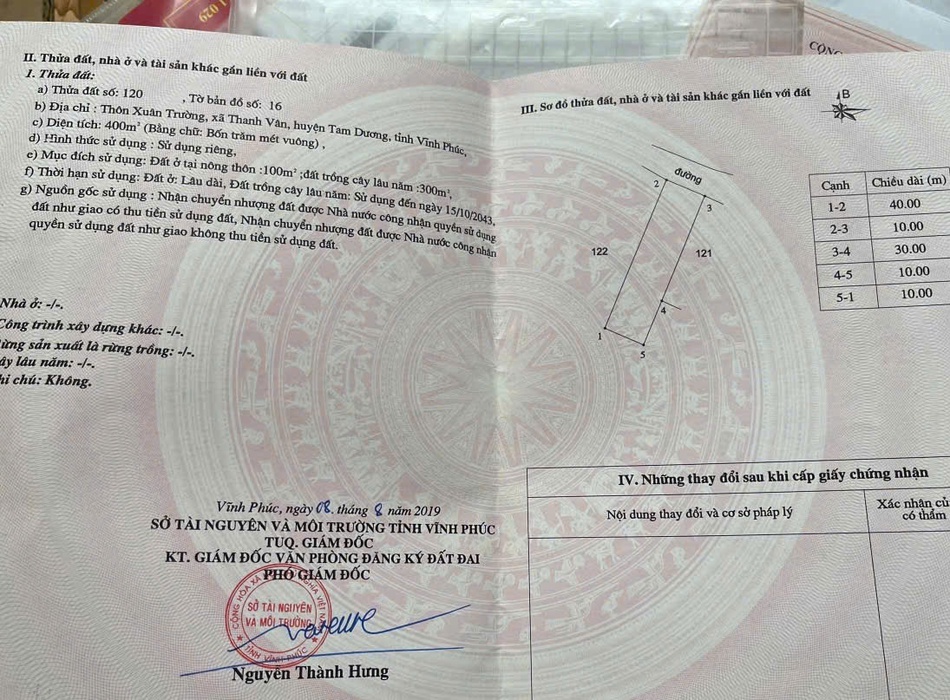 II. Thửa đất, nhà ở và tài sản khác gắn liền với đất
1. Thửa đất:
a) Thửa đất số: 120 , Tờ bản đồ số: 16
b) Địa chỉ : Thôn Xuân Trường, xã Thanh Vân, huyện Tam Dương, tỉnh Vĩnh Phúc,
c) Diện tích: 400m² (Bằng chữ: Bốn trăm mét vuông) ,
d) Hình thức sử dụng : Sử dụng riêng,
e) Mục đích sử dụng: Đất ở tại nông thôn :100m² ;đất trồng cây lâu năm :300m²,
f) Thời hạn sử dụng: Đất ở: Lâu dài, Đất trồng cây lâu năm: Sử dụng đến ngày 15/10/2043,
g) Nguồn gốc sử dụng : Nhận chuyển nhượng đất được Nhà nước công nhận quyền sử dụng
đất như giao có thu tiền sử dụng đất, Nhận chuyển nhượng đất được Nhà nước công nhận
quyền sử dụng đất như giao không thu tiền sử dụng đất.
Nhà ở: -/-.
Công trình xây dựng khác: -/-.
ừng sản xuất là rừng trồng: -/-.
ây lâu năm: -/-.
hi chú: Không.
Vĩnh Phúc, ngày 08. tháng 8 năm 2019
SỞ TÀI NGUYÊN VÀ MÔI TRƯỜNG TỈNH VĨNH PHÚC
TUQ. GIÁM ĐỐC
KT. GIÁM ĐỐC VĂN PHÒNG ĐĂNG KÝ ĐẤT ĐAI
PHÓ GIÁM ĐỐC
SỞ TÀI NGUYÊN
VÀ MÔI TRƯỜNG
TỈNH VĨNH PHÚC
Nguyễn Thành Hưng
III. Sơ đồ thửa đất, nhà ở và tài sản khác gắn liền với đất
B
đường
2
3
122
121
4
1
5
Cạnh Chiều dài (m)
1-2 40.00
2-3 10.00
3-4 30.00
4-5 10.00
5-1 10.00
IV. Những thay đổi sau khi cấp giấy chứng nhận
Nội dung thay đổi và cơ sở pháp lý
Xác nhận củ
có thẩm